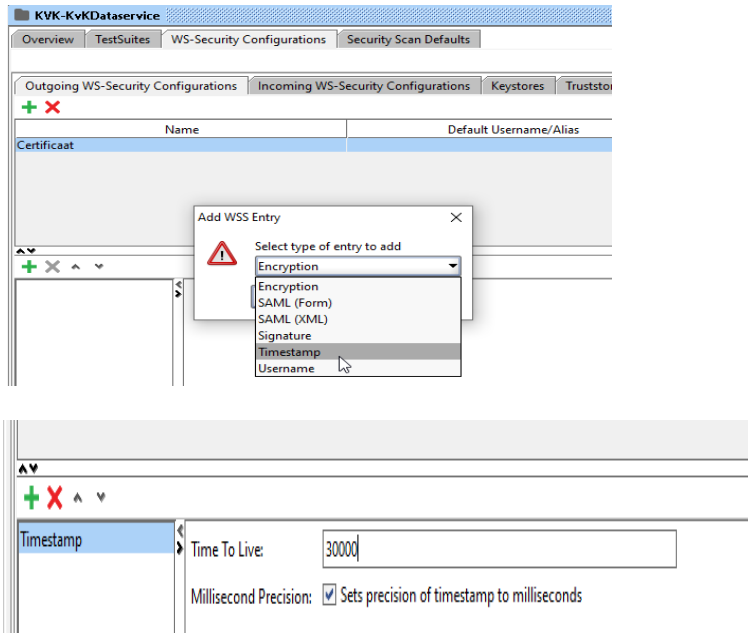 KVK-KvKDataservice
Overview TestSuites WS-Security Configurations Security Scan Defaults
Outgoing WS-Security Configurations Incoming WS-Security Configurations Keystores
Name Default Username/Alias
Certificaat
Add WSS Entry
Select type of entry to add
Encryption
Encryption
SAML (Form)
SAML (XML)
Signature
Timestamp
Username
Timestamp
Time To Live: 30000
Millisecond Precision: Sets precision of timestamp to milliseconds